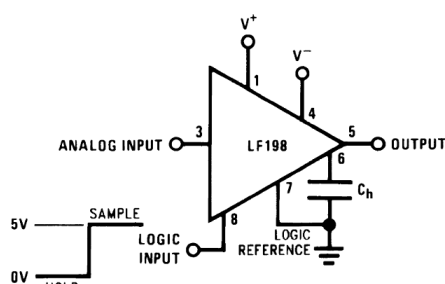 V+
V-
1
4
3
LF198
5
6
7
8
ANALOG INPUT
OUTPUT
Ch
5V
SAMPLE
LOGIC
INPUT
LOGIC
REFERENCE
0V